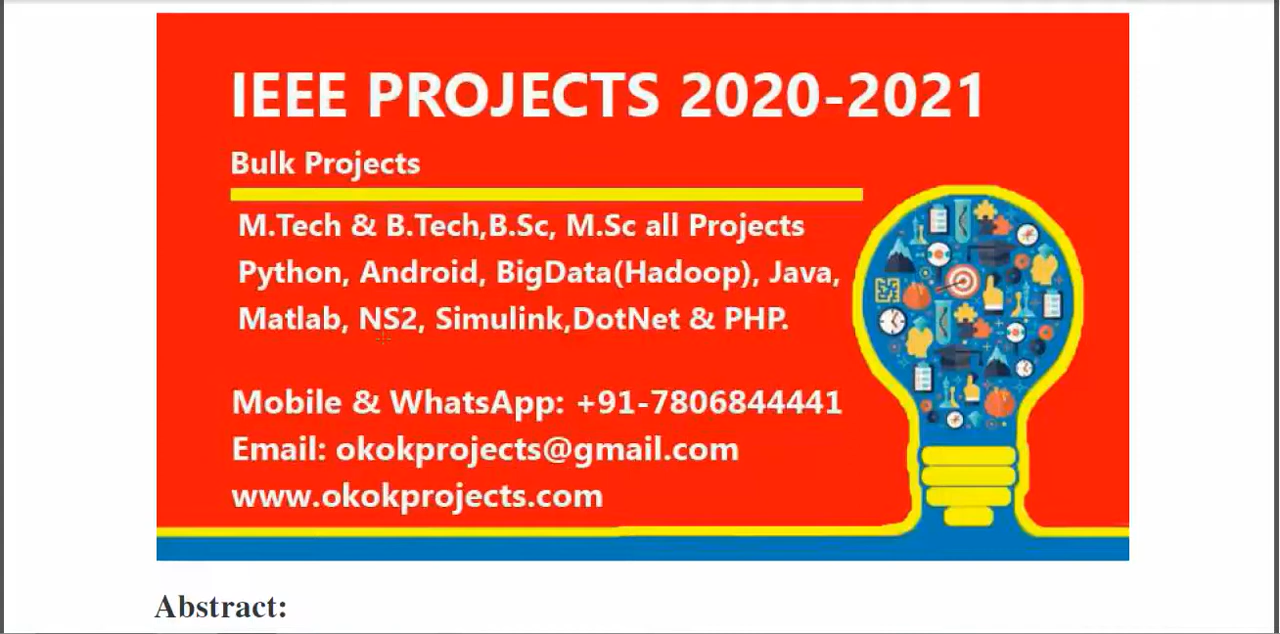 IEEE PROJECTS 2020-2021
Bulk Projects
M.Tech & B.Tech,B.Sc, M.Sc all Projects
Python, Android, BigData(Hadoop), Java,
Matlab, NS2, Simulink,DotNet & PHP.
Mobile & WhatsApp: +91-7806844441
Email: okokprojects@gmail.com
www.okokprojects.com
Abstract: